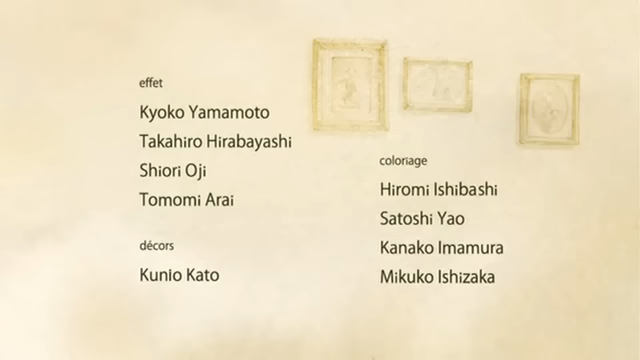 effet
Kyoko Yamamoto
Takahiro Hirabayashi
Shiori Oji
Tomomi Arai
décors
Kunio Kato
coloriage
Hiromi Ishibashi
Satoshi Yao
Kanako Imamura
Mikuko Ishizaka